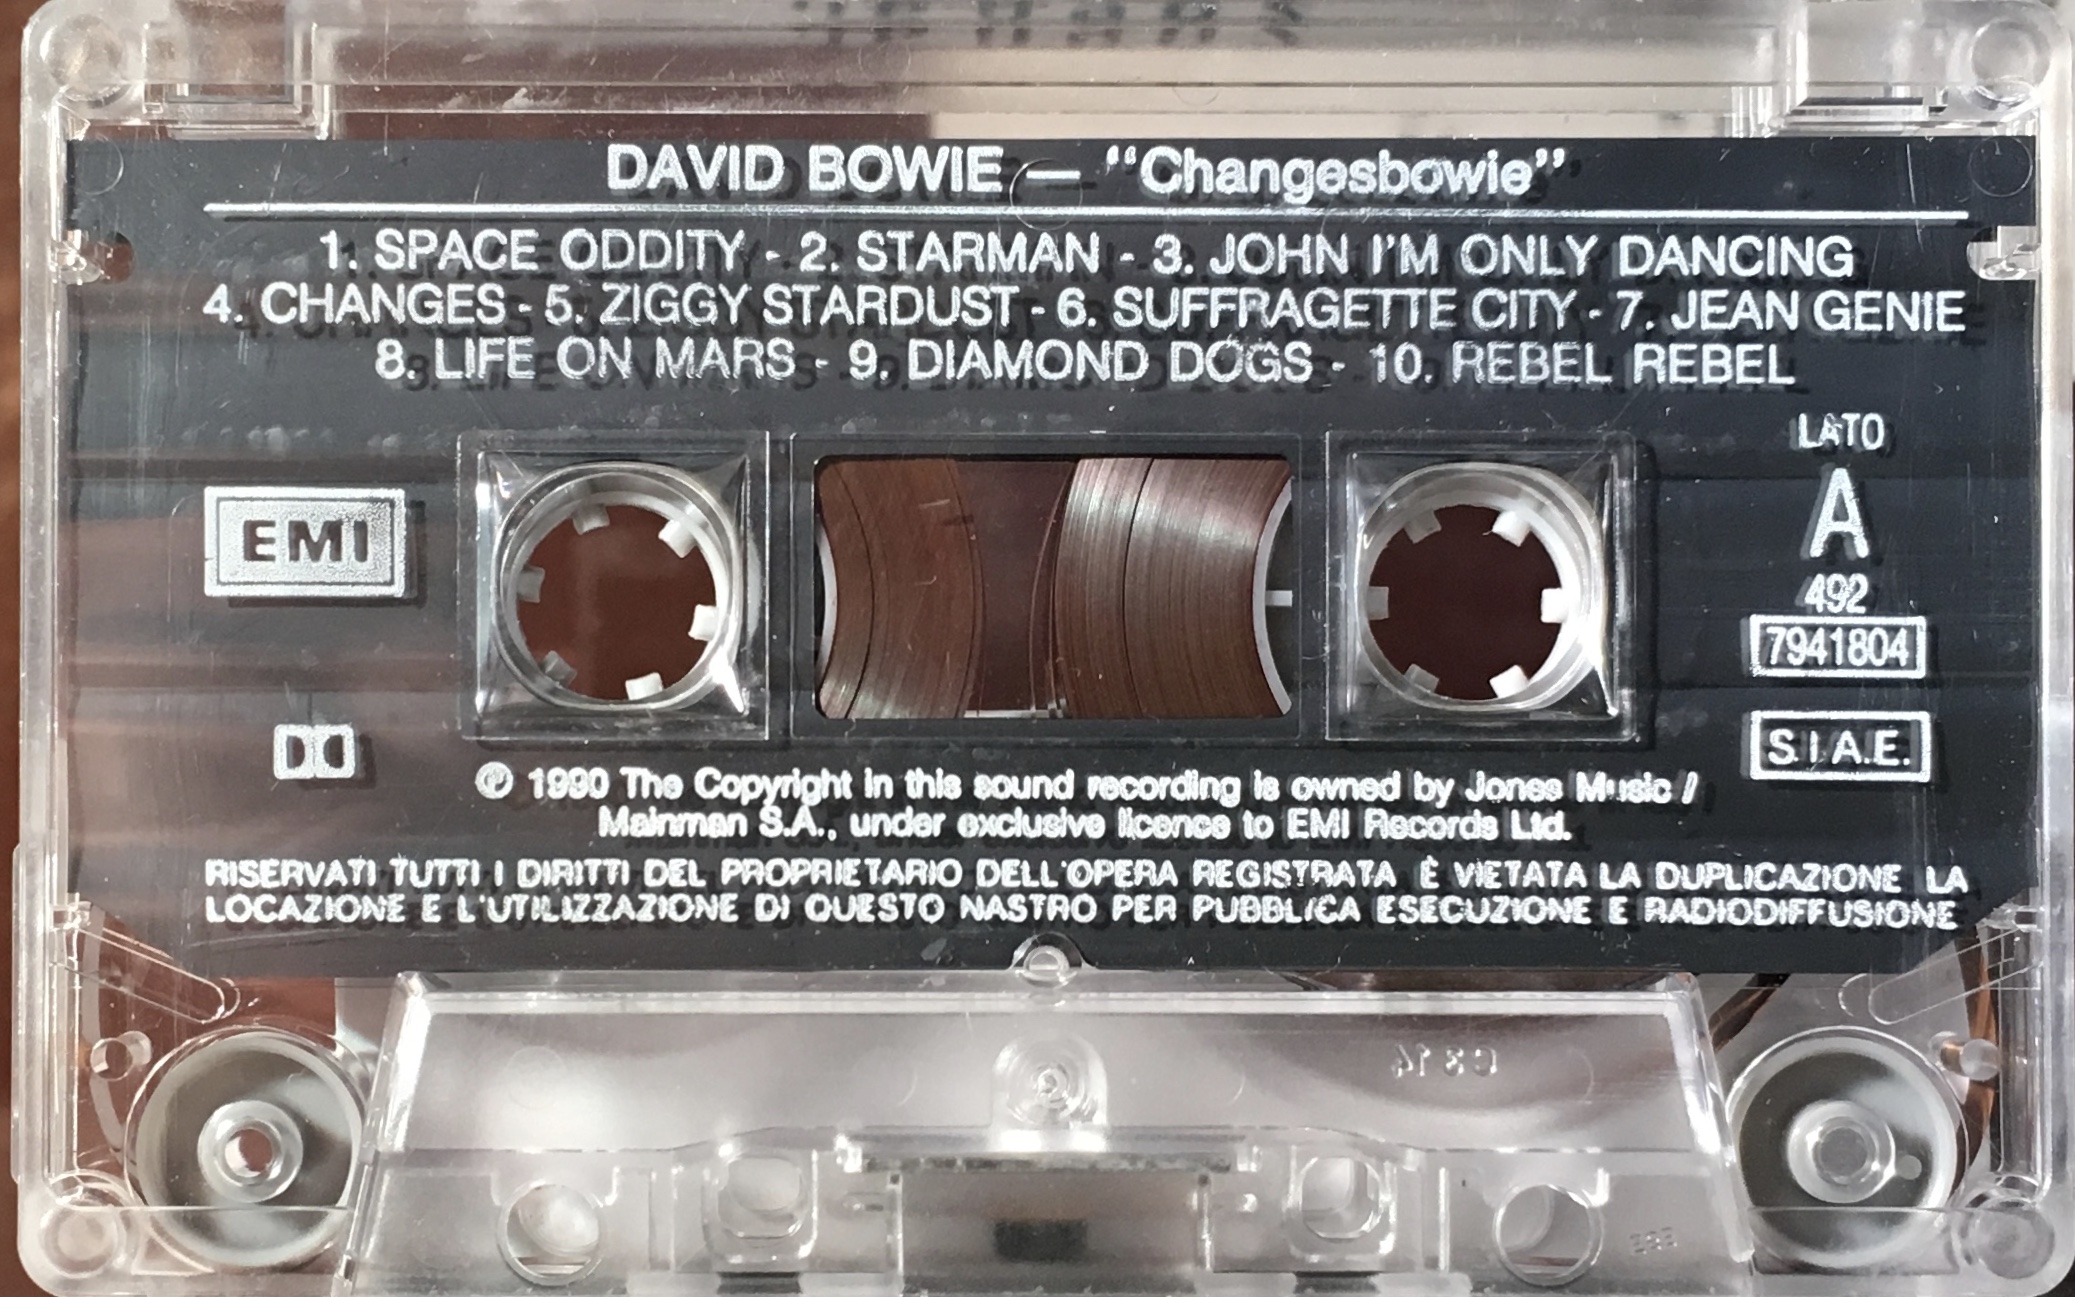 DAVID BOWIE — "Changesbowie"
1. SPACE ODDITY - 2. STARMAN - 3. JOHN I'M ONLY DANCING
4. CHANGES - 5. ZIGGY STARDUST - 6. SUFFRAGETTE CITY - 7. JEAN GENIE
8. LIFE ON MARS - 9. DIAMOND DOGS - 10. REBEL REBEL
LATO
A
EMI
492
7941804
S.I.A.E.
℗ 1990 The Copyright in this sound recording is owned by Jones Music /
Mainman S.A., under exclusive licence to EMI Records Ltd.
RISERVATI TUTTI I DIRITTI DEL PROPRIETARIO DELL'OPERA REGISTRATA È VIETATA LA DUPLICAZIONE LA
LOCAZIONE E L'UTILIZZAZIONE DI QUESTO NASTRO PER PUBBLICA ESECUZIONE E RADIODIFFUSIONE